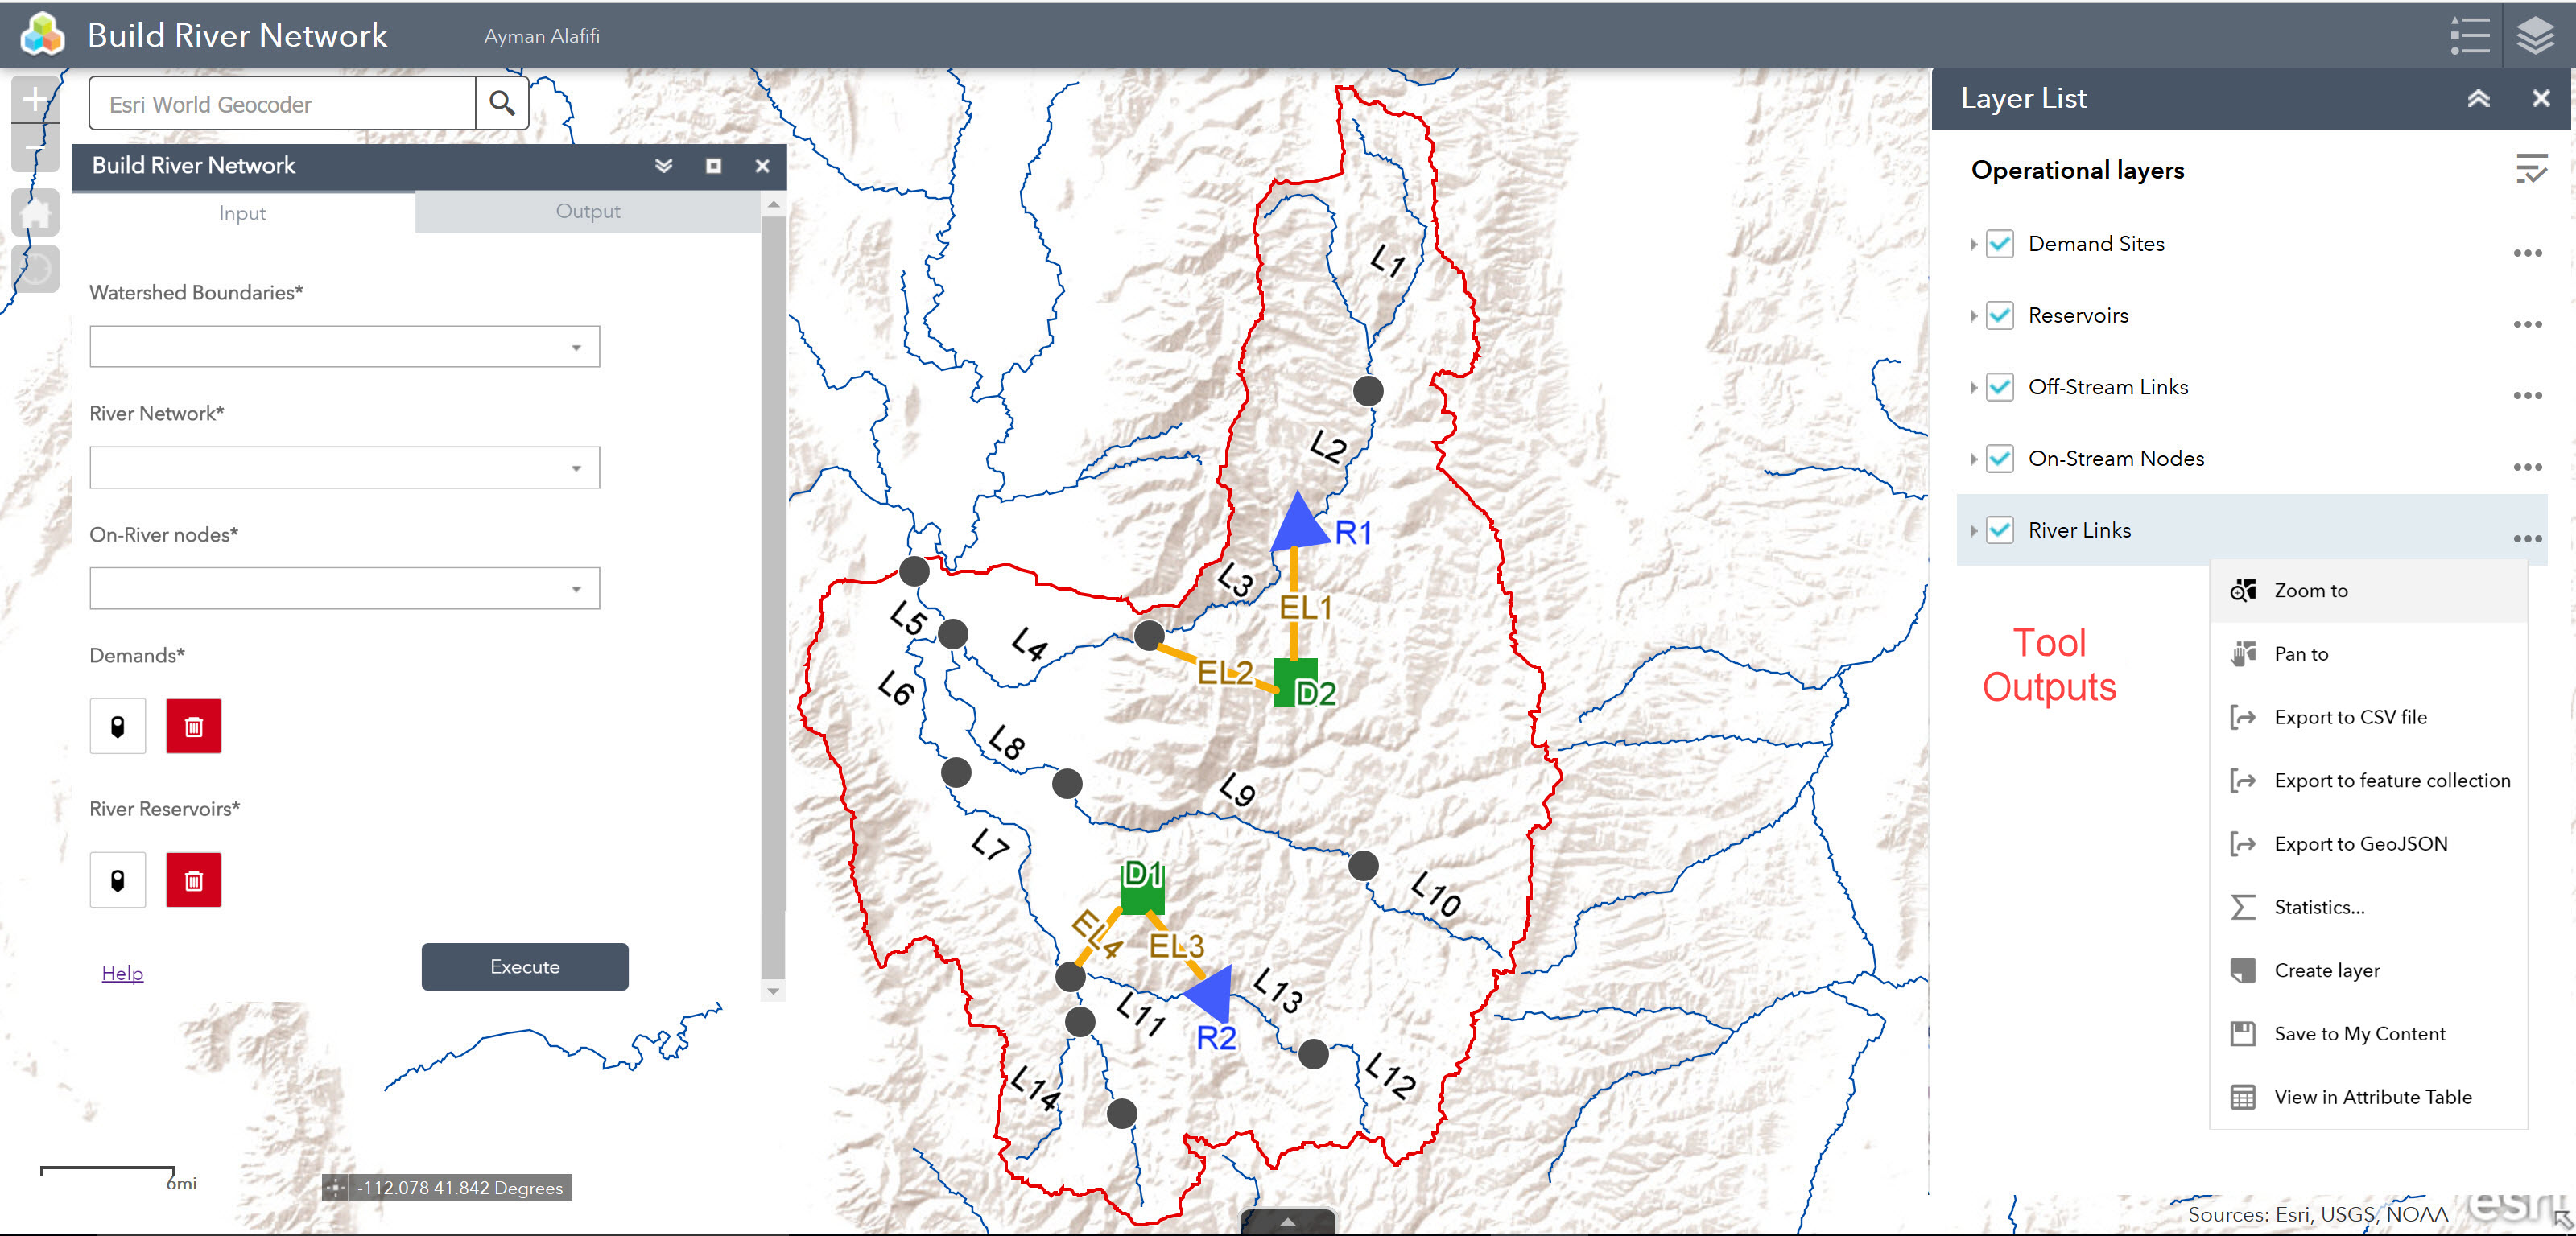 Build River Network
Ayman Alafifi
Esri World Geocoder
Build River Network
Input
Output
Watershed Boundaries*
River Network*
On-River nodes*
Demands*
River Reservoirs*
Help
Execute
6mi
-112.078 41.842 Degrees
L1
L2
R1
L3
EL1
L5
L4
EL2
D2
L6
L8
L9
L7
D1
L10
EL4
EL3
L13
L11
R2
L12
L14
Layer List
Operational layers
Demand Sites
Reservoirs
Off-Stream Links
On-Stream Nodes
River Links
Tool
Outputs
Zoom to
Pan to
Export to CSV file
Export to feature collection
Export to GeoJSON
Statistics...
Create layer
Save to My Content
View in Attribute Table
Sources: Esri, USGS, NOAA
esri